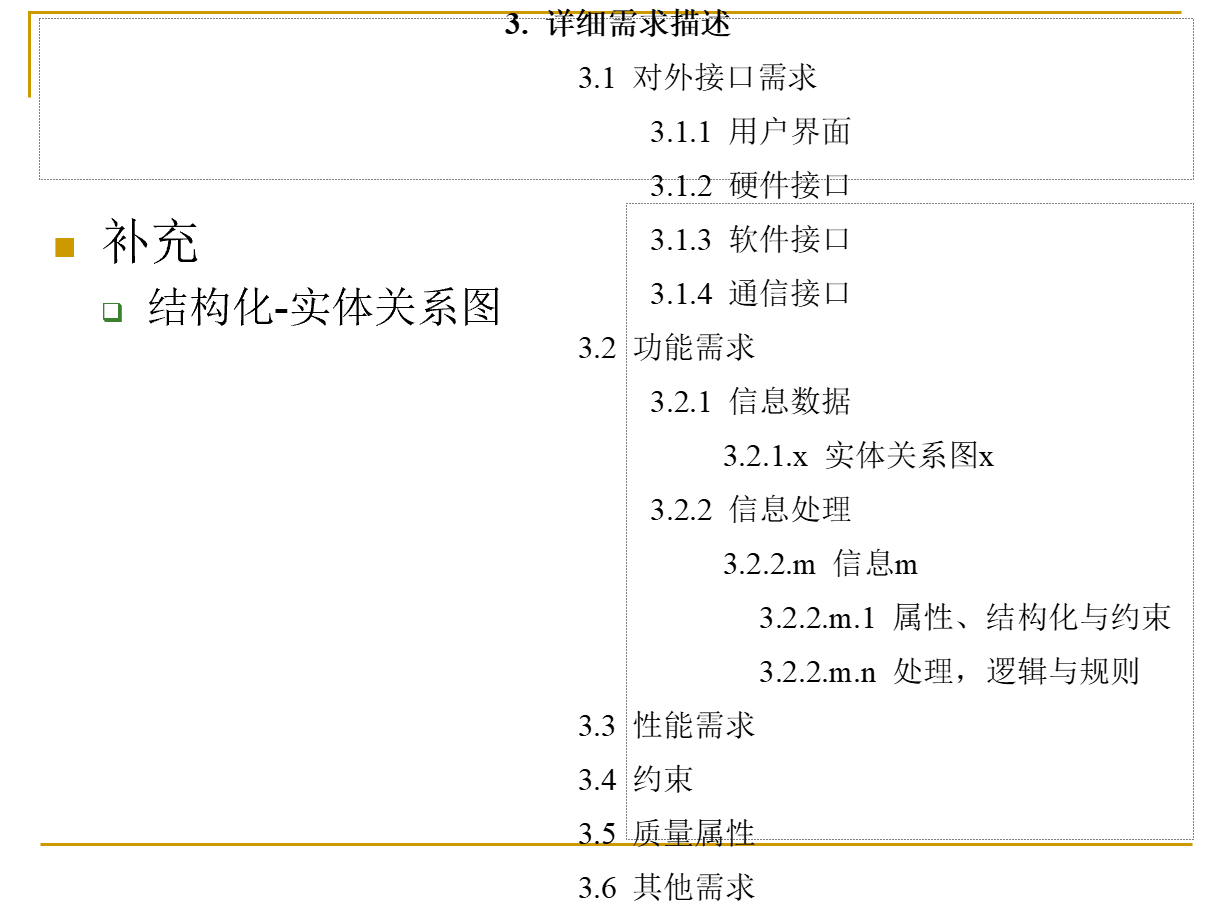 3. 详细需求描述
3.1 对外接口需求
3.1.1 用户界面
3.1.2 硬件接口
3.1.3 软件接口
3.1.4 通信接口
3.2 功能需求
3.2.1 信息数据
3.2.1.x 实体关系图x
3.2.2 信息处理
3.2.2.m 信息m
3.2.2.m.1 属性、结构化与约束
3.2.2.m.n 处理，逻辑与规则
3.3 性能需求
3.4 约束
3.5 质量属性
3.6 其他需求
补充
结构化-实体关系图